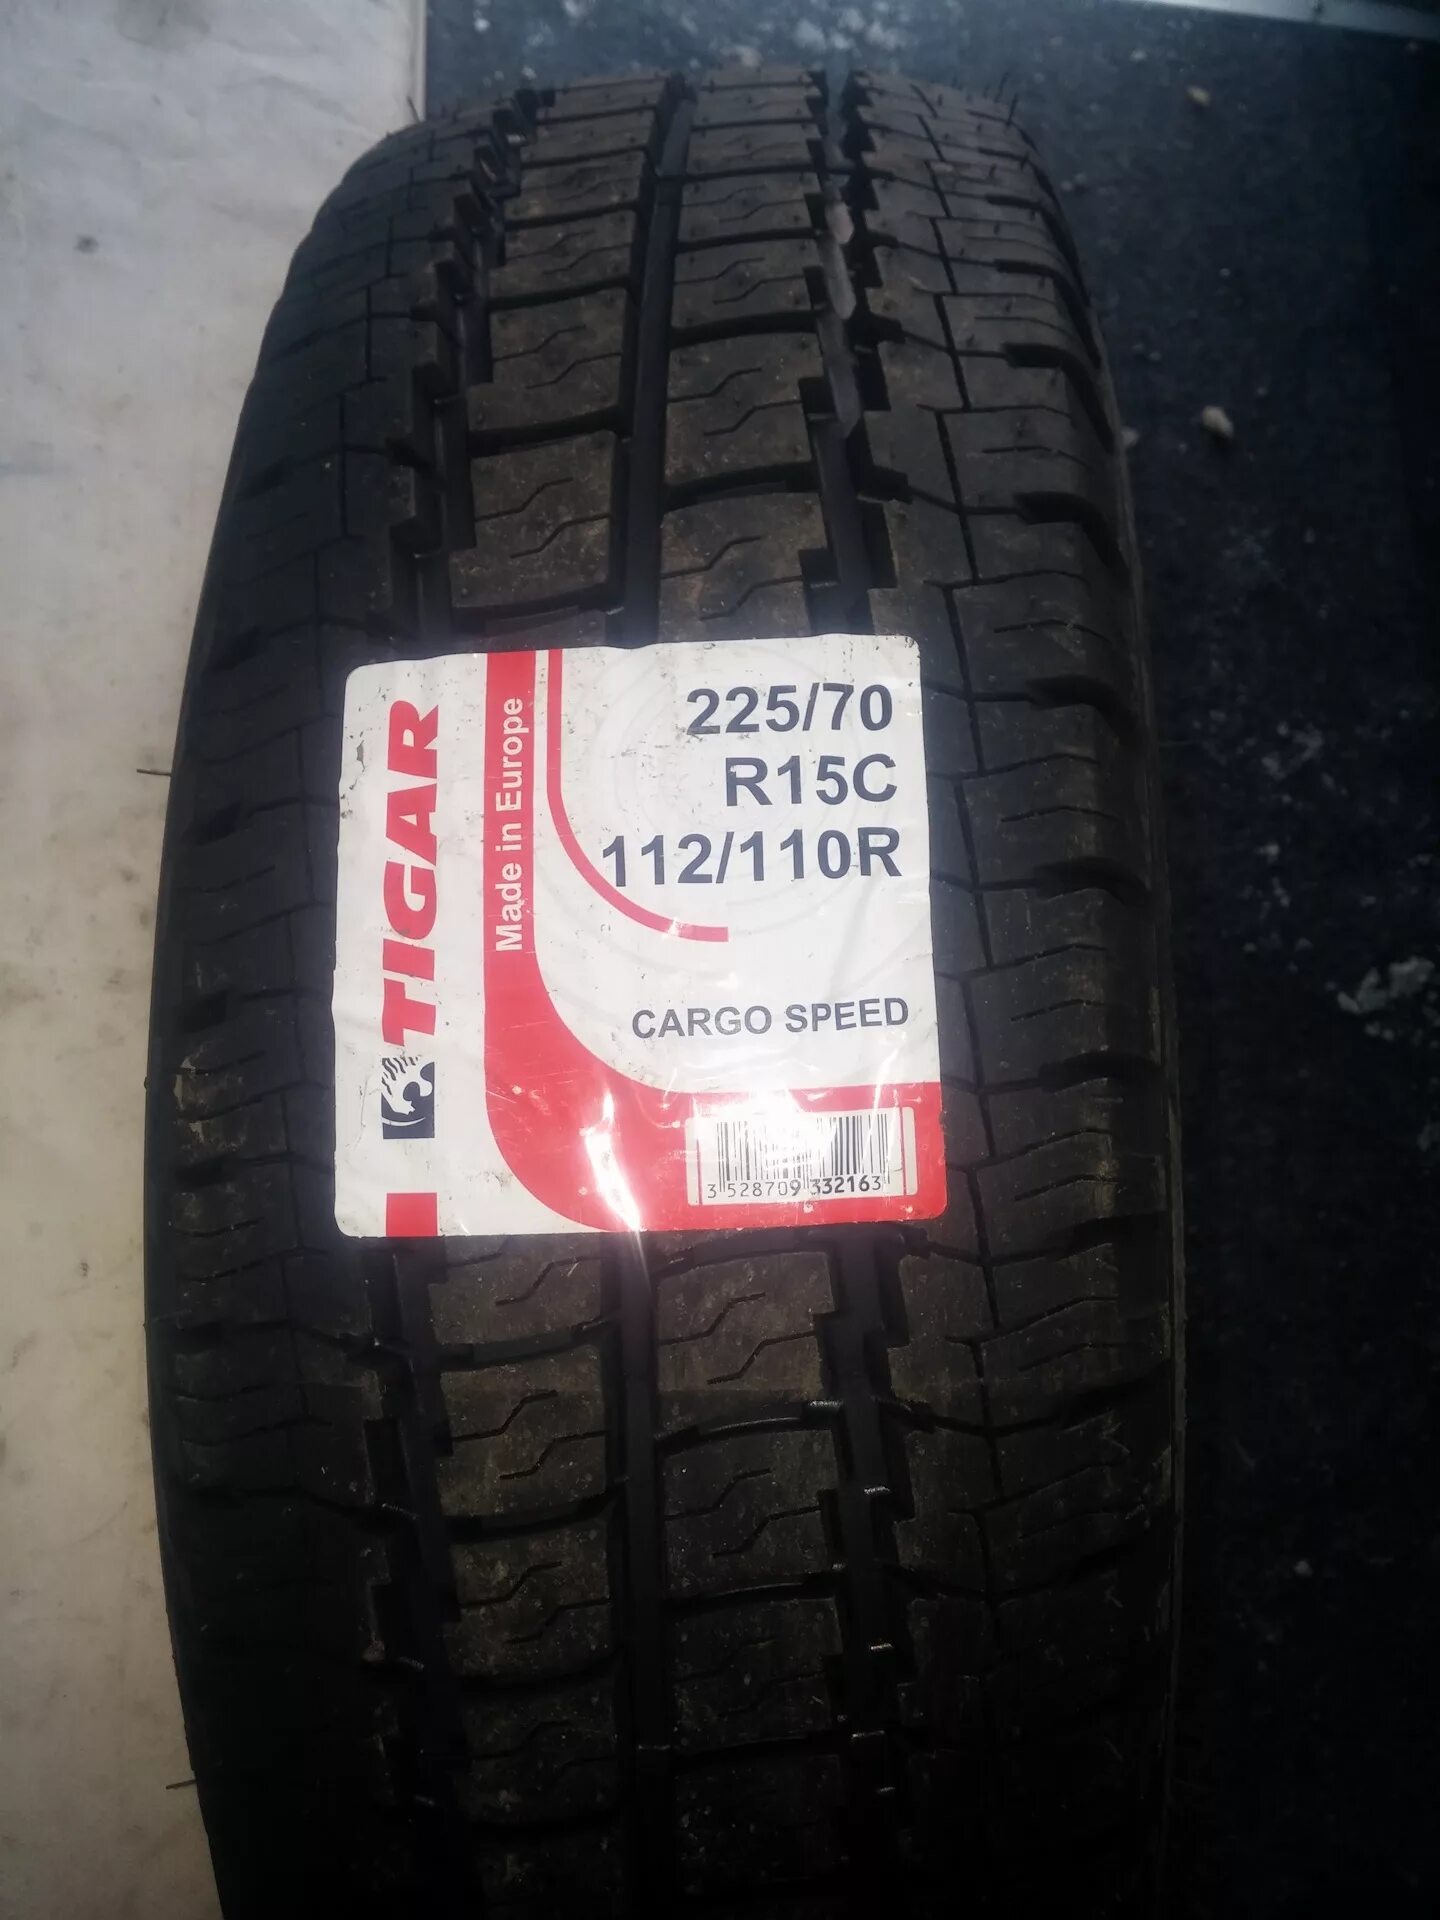 TIGAR
Made in Europe
225/70
R15C
112/110R
CARGO SPEED
3 528709 332163